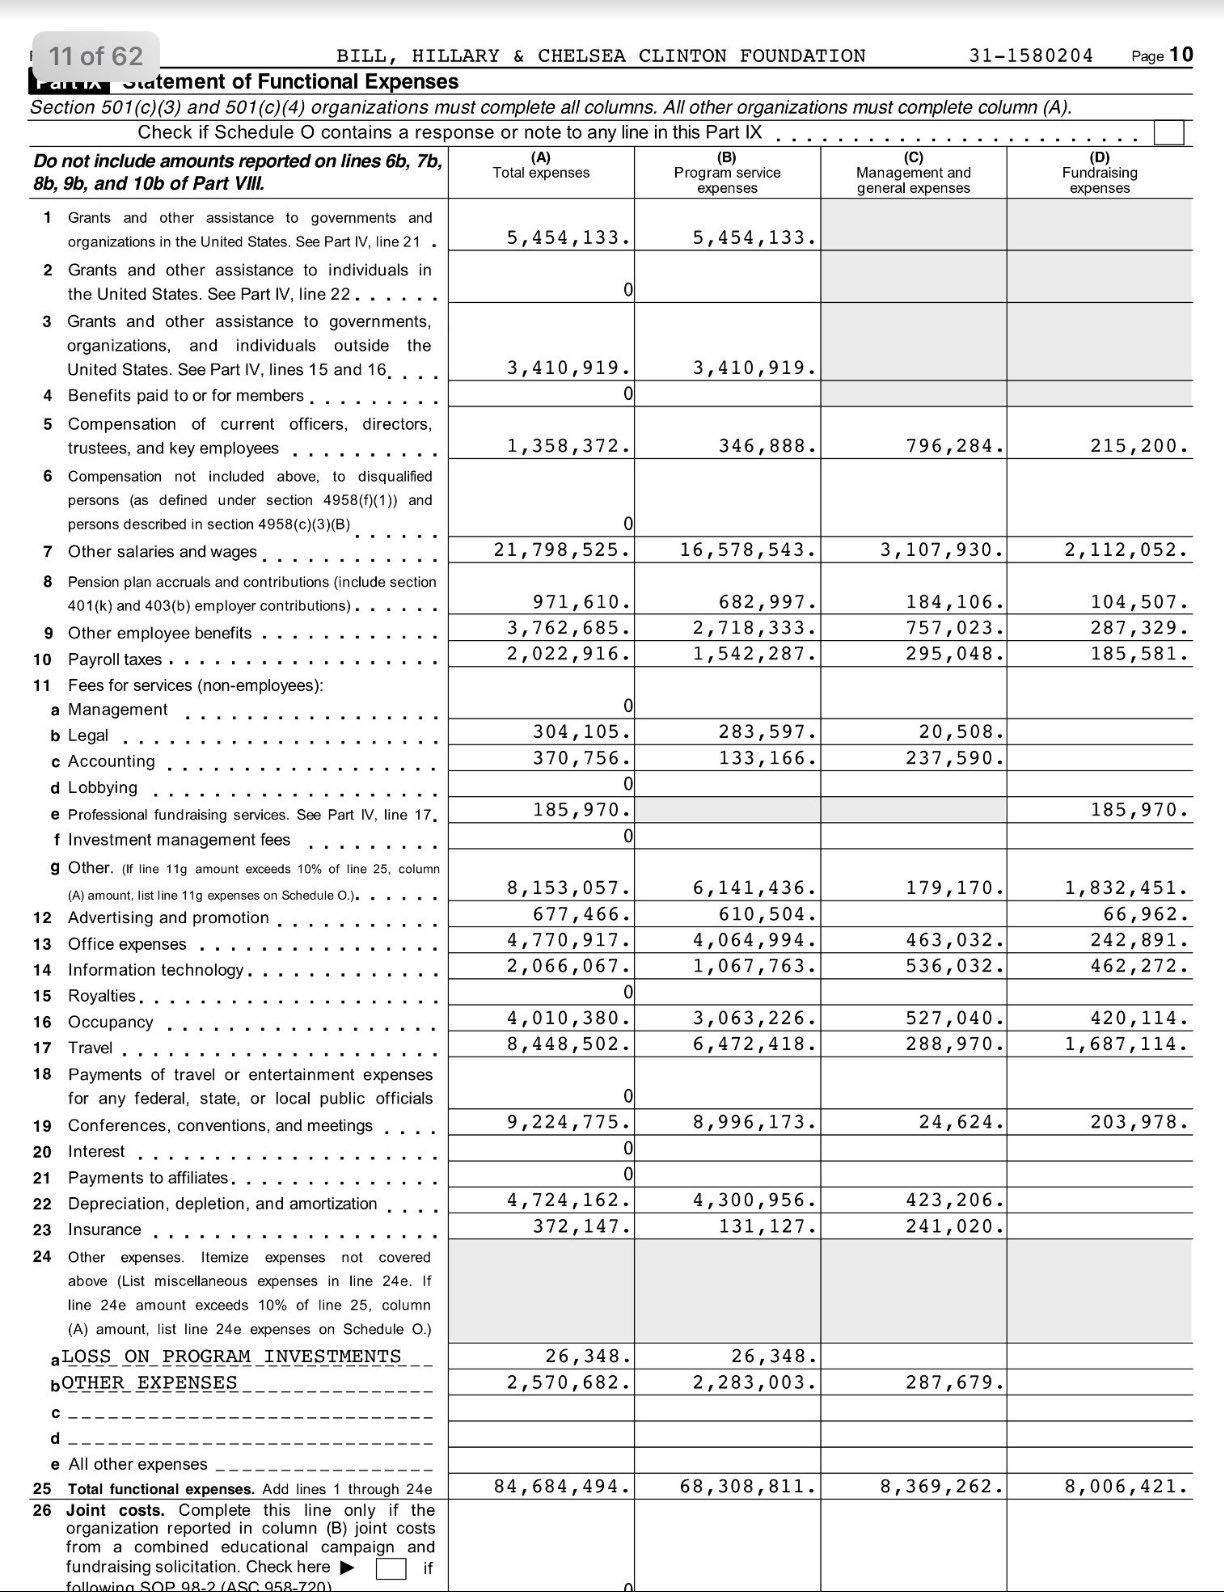 11 of 62
BILL, HILLARY & CHELSEA CLINTON FOUNDATION 31-1580204 Page 10
Part IX Statement of Functional Expenses
Section 501(c)(3) and 501(c)(4) organizations must complete all columns. All other organizations must complete column (A).
Check if Schedule O contains a response or note to any line in this Part IX
Do not include amounts reported on lines 6b, 7b, 8b, 9b, and 10b of Part VIII.
(A) Total expenses
(B) Program service expenses
(C) Management and general expenses
(D) Fundraising expenses
1 Grants and other assistance to governments and
organizations in the United States. See Part IV, line 21 . 5,454,133. 5,454,133.
2 Grants and other assistance to individuals in
the United States. See Part IV, line 22 . . . . . . 0
3 Grants and other assistance to governments,
organizations, and individuals outside the
United States. See Part IV, lines 15 and 16 . . . . 3,410,919. 3,410,919.
4 Benefits paid to or for members . . . . . . . . . 0
5 Compensation of current officers, directors,
trustees, and key employees . . . . . . . . . . 1,358,372. 346,888. 796,284. 215,200.
6 Compensation not included above, to disqualified
persons (as defined under section 4958(f)(1)) and
persons described in section 4958(c)(3)(B) . . . . . . 0
7 Other salaries and wages . . . . . . . . . . . . 21,798,525. 16,578,543. 3,107,930. 2,112,052.
8 Pension plan accruals and contributions (include section
401(k) and 403(b) employer contributions) . . . . . . 971,610. 682,997. 184,106. 104,507.
9 Other employee benefits . . . . . . . . . . . . 3,762,685. 2,718,333. 757,023. 287,329.
10 Payroll taxes . . . . . . . . . . . . . . . . . . 2,022,916. 1,542,287. 295,048. 185,581.
11 Fees for services (non-employees):
a Management . . . . . . . . . . . . . . . . . 0
b Legal . . . . . . . . . . . . . . . . . . . . . 304,105. 283,597. 20,508.
c Accounting . . . . . . . . . . . . . . . . . . 370,756. 133,166. 237,590.
d Lobbying . . . . . . . . . . . . . . . . . . . 0
e Professional fundraising services. See Part IV, line 17. 185,970. 185,970.
f Investment management fees . . . . . . . . . 0
g Other. (If line 11g amount exceeds 10% of line 25, column
(A) amount, list line 11g expenses on Schedule O.) . . . . . . 8,153,057. 6,141,436. 179,170. 1,832,451.
12 Advertising and promotion . . . . . . . . . . . 677,466. 610,504. 66,962.
13 Office expenses . . . . . . . . . . . . . . . . 4,770,917. 4,064,994. 463,032. 242,891.
14 Information technology . . . . . . . . . . . . . 2,066,067. 1,067,763. 536,032. 462,272.
15 Royalties . . . . . . . . . . . . . . . . . . . . 0
16 Occupancy . . . . . . . . . . . . . . . . . . 4,010,380. 3,063,226. 527,040. 420,114.
17 Travel . . . . . . . . . . . . . . . . . . . . . 8,448,502. 6,472,418. 288,970. 1,687,114.
18 Payments of travel or entertainment expenses
for any federal, state, or local public officials 0
19 Conferences, conventions, and meetings . . . . 9,224,775. 8,996,173. 24,624. 203,978.
20 Interest . . . . . . . . . . . . . . . . . . . . 0
21 Payments to affiliates . . . . . . . . . . . . . . 0
22 Depreciation, depletion, and amortization . . . . 4,724,162. 4,300,956. 423,206.
23 Insurance . . . . . . . . . . . . . . . . . . . 372,147. 131,127. 241,020.
24 Other expenses. Itemize expenses not covered
above (List miscellaneous expenses in line 24e. If
line 24e amount exceeds 10% of line 25, column
(A) amount, list line 24e expenses on Schedule O.)
a LOSS ON PROGRAM INVESTMENTS 26,348. 26,348.
b OTHER EXPENSES 2,570,682. 2,283,003. 287,679.
c
d
e All other expenses
25 Total functional expenses. Add lines 1 through 24e 84,684,494. 68,308,811. 8,369,262. 8,006,421.
26 Joint costs. Complete this line only if the
organization reported in column (B) joint costs
from a combined educational campaign and
fundraising solicitation. Check here ▶ if
following SOP 98-2 (ASC 958-720) 0